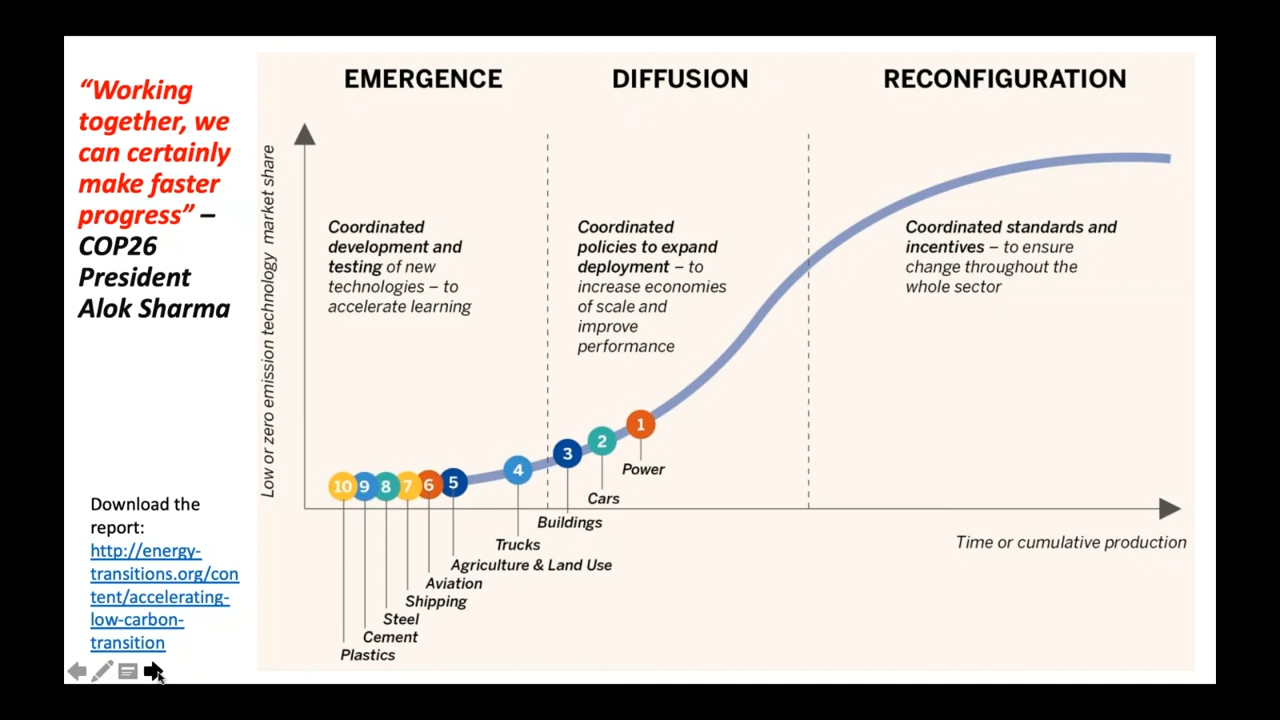 “Working
together, we
can certainly
make faster
progress” –
COP26
President
Alok Sharma
Download the
report:
http://energy-
transitions.org/con
tent/accelerating-
low-carbon-
transition
EMERGENCE
DIFFUSION
RECONFIGURATION
Low or zero emission technology market share
Coordinated
development and
testing of new
technologies – to
accelerate learning
Coordinated
policies to expand
deployment – to
increase economies
of scale and
improve
performance
Coordinated standards and
incentives – to ensure
change throughout the
whole sector
10 9 8 7 6 5 4 3 2 1
Power
Cars
Buildings
Trucks
Agriculture & Land Use
Aviation
Shipping
Steel
Cement
Plastics
Time or cumulative production